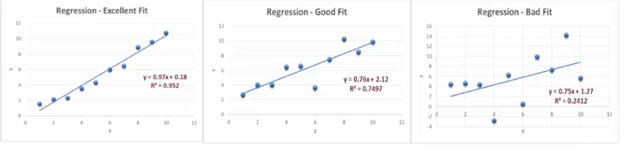 Regression - Excellent Fit
12
10
8
6
4
2
0
0 2 4 6 8 10 12
Y
X
y = 0.97x + 0.18
R² = 0.952
Regression - Good Fit
12
10
8
6
4
2
0
0 2 4 6 8 10 12
Y
X
y = 0.76x + 2.12
R² = 0.7497
Regression - Bad Fit
16
14
12
10
8
6
4
2
0
-2
-4
0 2 4 6 8 10 12
Y
X
y = 0.75x + 1.27
R² = 0.2412